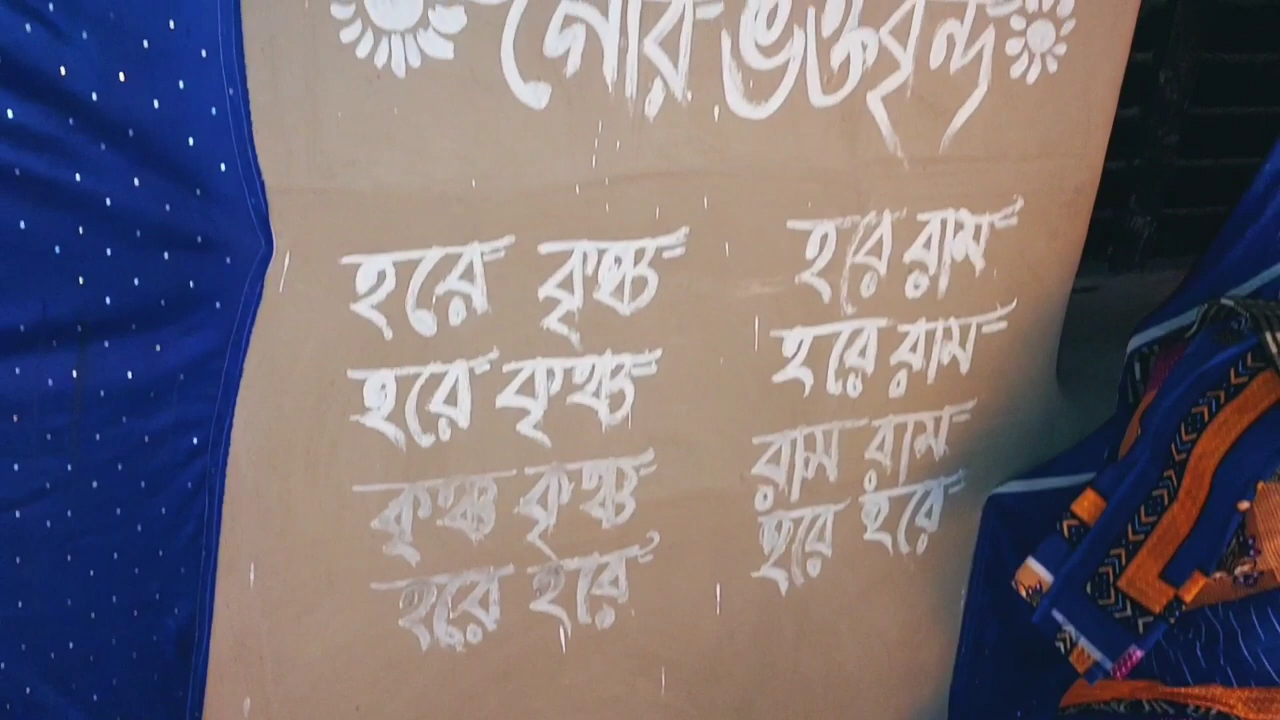 গৌর ভক্তবৃন্দ
হরে কৃষ্ণ
হরে কৃষ্ণ
কৃষ্ণ কৃষ্ণ
হরে হরে
হরে রাম
হরে রাম
রাম রাম
হরে হরে